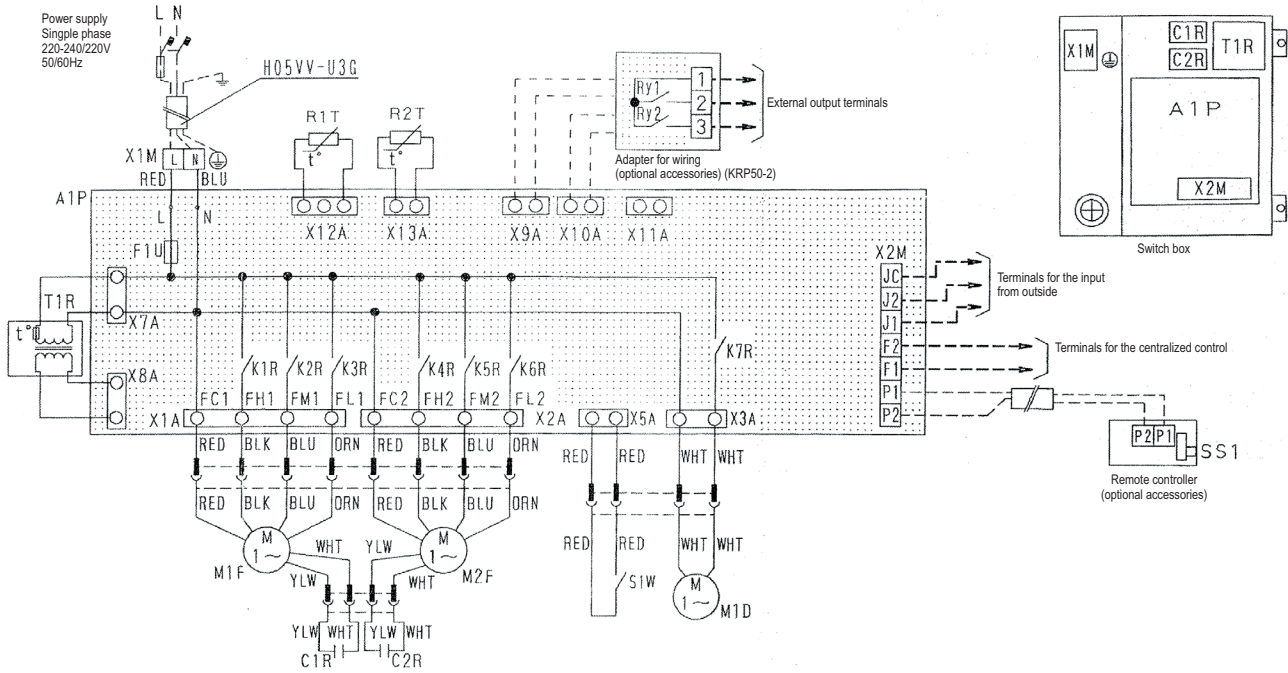 Power supply
Singple phase
220-240/220V
50/60Hz
L N
H05VV-U3G
X1M L N
RED BLU
A1P
L N
F1U
R1T
t°
R2T
t°
X12A X13A X9A X10A X11A
Ry1
Ry2
1
2
3
External output terminals
Adapter for wiring
(optional accessories) (KRP50-2)
X1M
C1R
C2R
T1R
A1P
X2M
Switch box
T1R
t°
X7A
X8A
X2M
JC
J2
J1
F2
F1
P1
P2
Terminals for the input
from outside
Terminals for the centralized control
P2 P1
SS1
Remote controller
(optional accessories)
K1R K2R K3R K4R K5R K6R K7R
FC1 FH1 FM1 FL1 FC2 FH2 FM2 FL2
X1A X2A X5A X3A
RED BLK BLU ORN RED BLK BLU ORN RED RED WHT WHT
RED BLK BLU ORN RED BLK BLU ORN
RED RED WHT WHT
M
1~
M1F
M
1~
M2F
WHT YLW
YLW WHT
YLW WHT YLW WHT
C1R C2R
S1W
M
1~
M1D